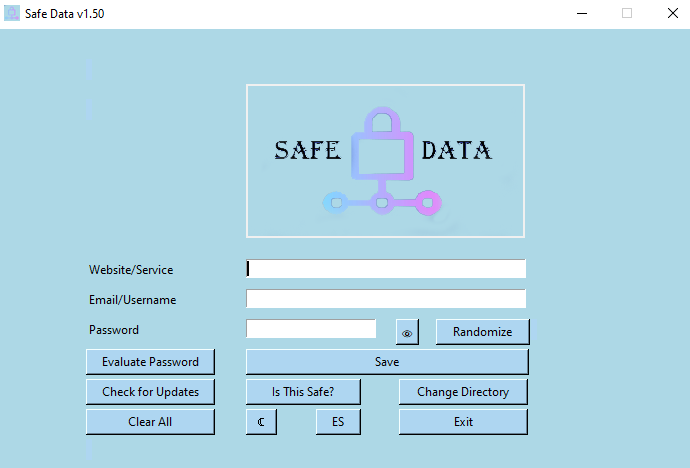 Safe Data v1.50
SAFE DATA
Website/Service
Email/Username
Password
Randomize
Evaluate Password
Save
Check for Updates
Is This Safe?
Change Directory
Clear All
☾
ES
Exit